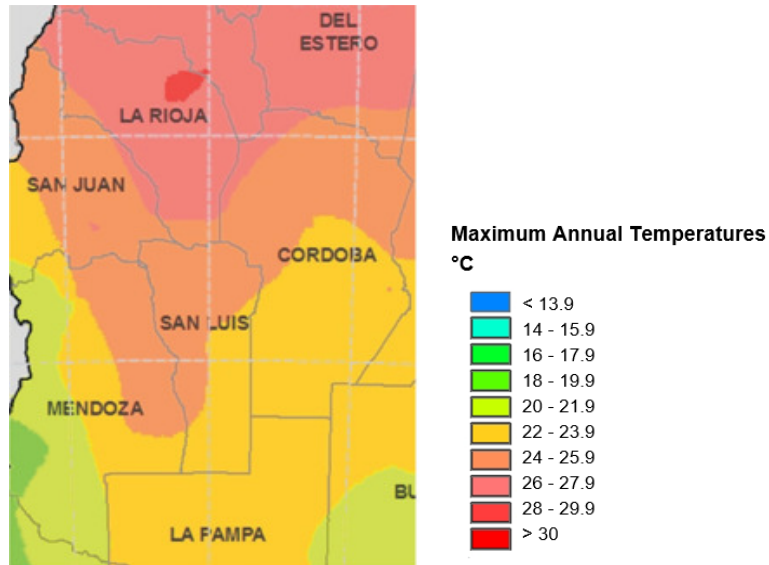 DEL
ESTERO
LA RIOJA
SAN JUAN
CORDOBA
SAN LUIS
MENDOZA
BU
LA PAMPA
Maximum Annual Temperatures
°C
< 13.9
14 - 15.9
16 - 17.9
18 - 19.9
20 - 21.9
22 - 23.9
24 - 25.9
26 - 27.9
28 - 29.9
> 30